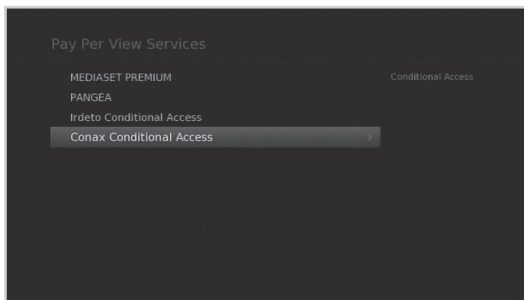 Pay Per View Services
MEDIASET PREMIUM
Conditional Access
PANGEA
Irdeto Conditional Access
Conax Conditional Access